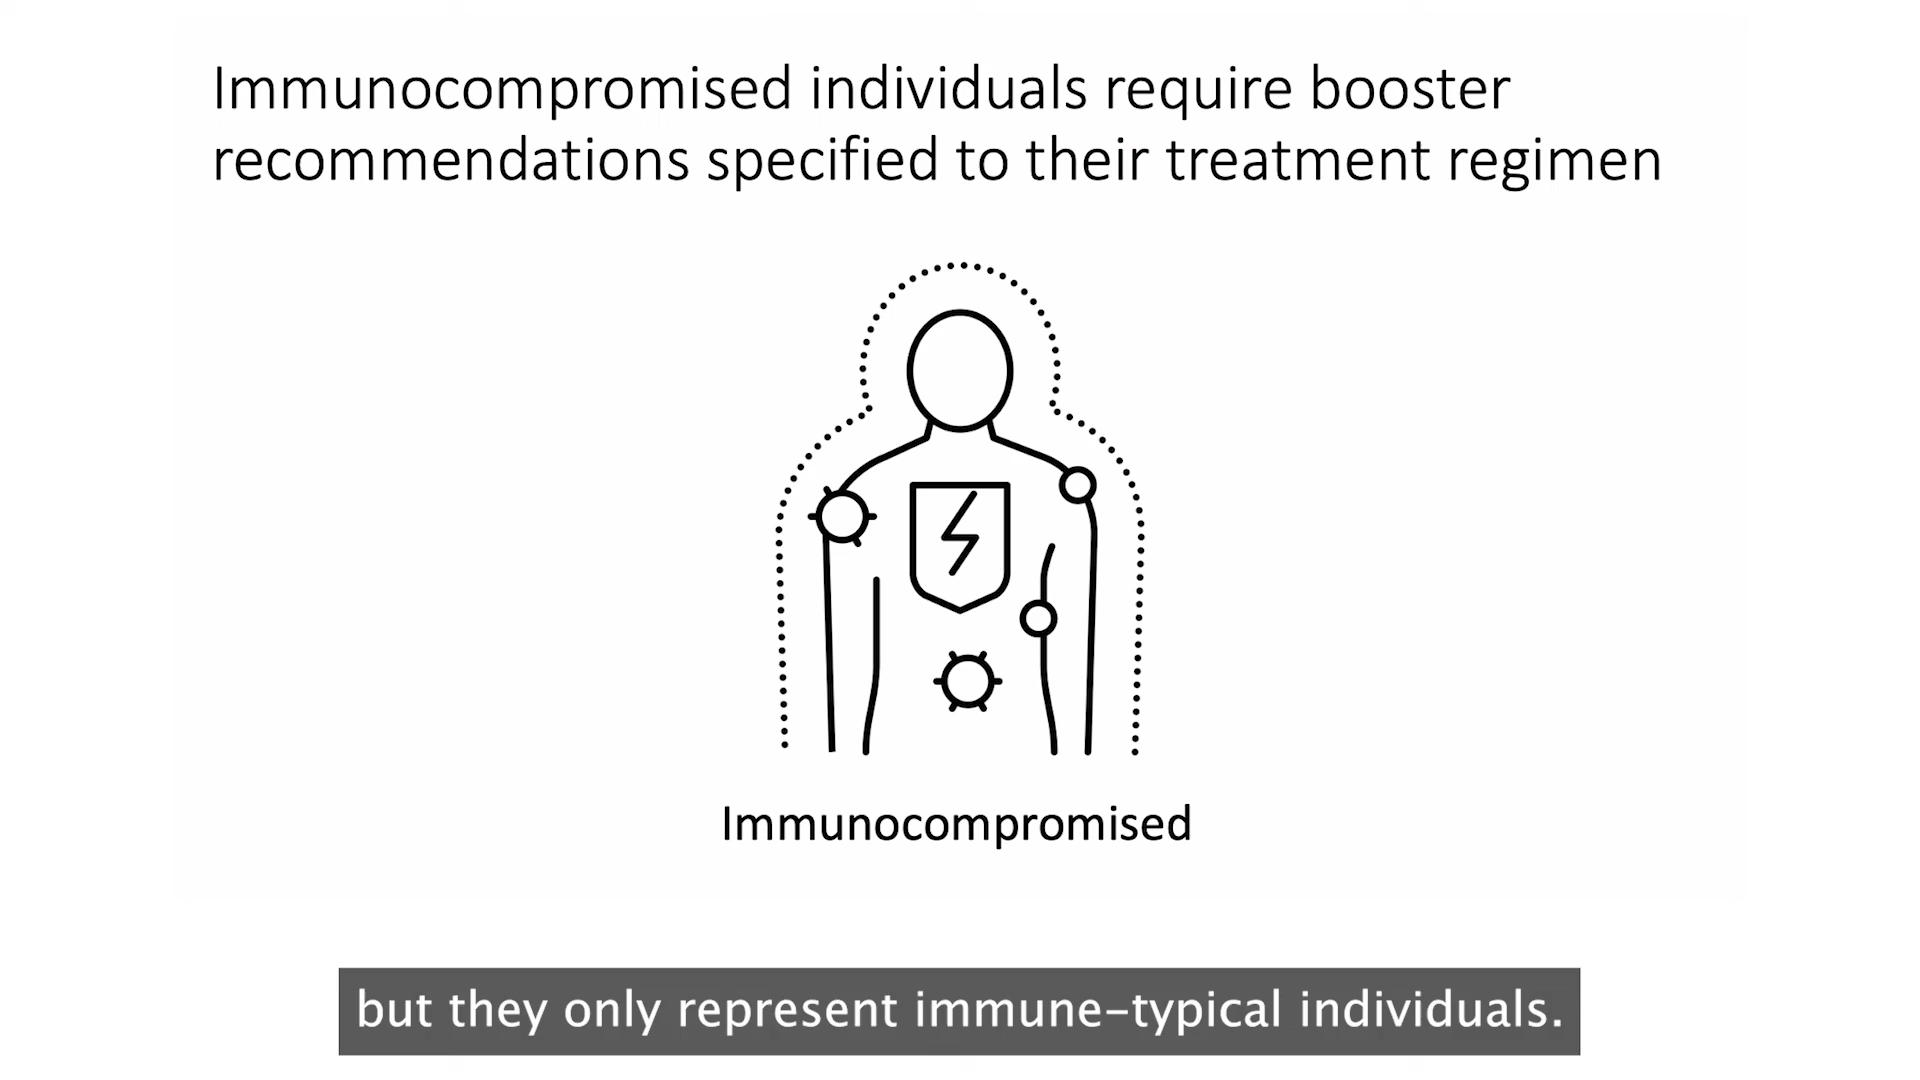 Immunocompromised individuals require booster
recommendations specified to their treatment regimen
Immunocompromised
but they only represent immune-typical individuals.